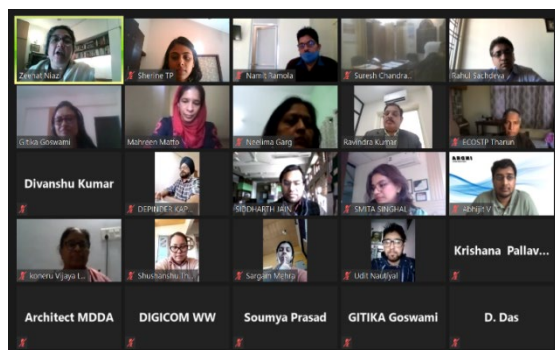 Zeenat Niaz
Sherine TP
Namit Ramola
Suresh Chandra...
Rahul Sachdeva
Gitika Goswami
Mahreen Matto
Neelima Garg
Ravindra Kumar
ECOSTP Tharun
Divanshu Kumar
DEPINDER KAP...
SIDDHARTH JAIN
SMITA SINGHAL
Abhijit V
koneru Vijaya L...
Shushanshu Th...
Sargam Mehra
Udit Nautiyal
Krishana Pallav...
Architect MDDA
DIGICOM WW
Soumya Prasad
GITIKA Goswami
D. Das